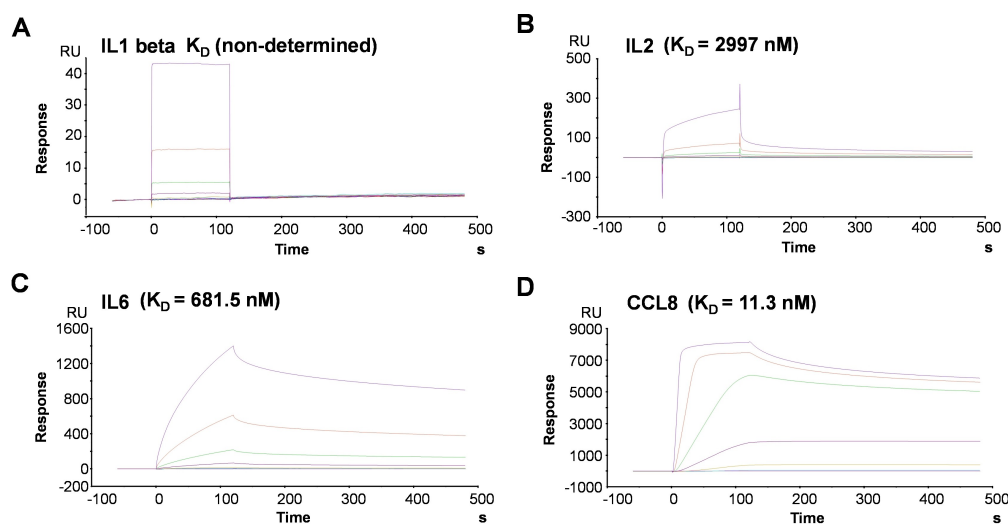 A
IL1 beta K_D (non-determined)
RU
40
30
20
10
0
Response
-100 0 100 200 300 400 500
Time s
B
IL2 (K_D = 2997 nM)
RU
500
300
100
-100
-300
Response
-100 0 100 200 300 400 500
Time s
C
IL6 (K_D = 681.5 nM)
RU
1600
1200
800
400
0
-200
Response
-100 0 100 200 300 400 500
Time s
D
CCL8 (K_D = 11.3 nM)
RU
9000
7000
5000
3000
1000
-1000
Response
-100 0 100 200 300 400 500
Time s